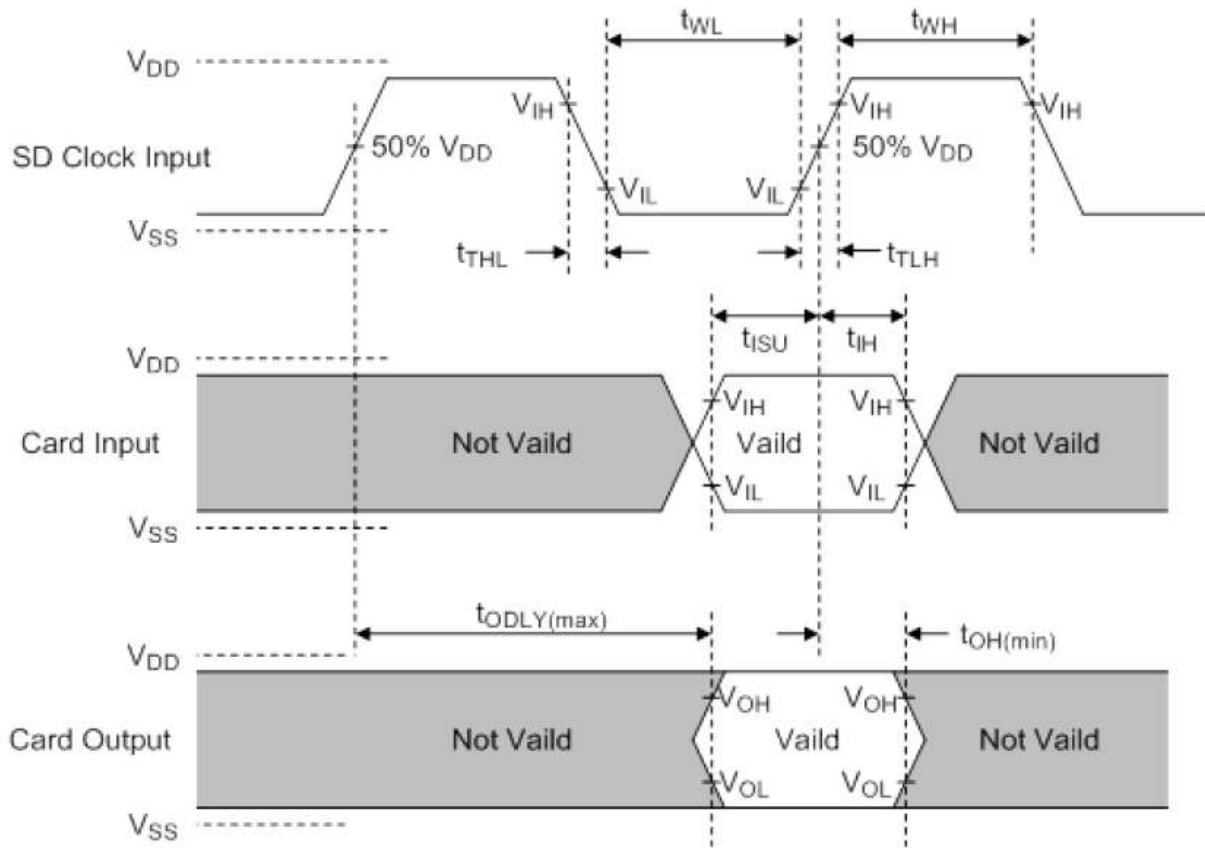 tWL
tWH
VDD
VIH
VIH
VIH
SD Clock Input
50% VDD
50% VDD
VIL
VIL
VSS
tTHL
tTLH
tISU
tIH
VDD
VIH
VIH
Card Input
Not Vaild
Vaild
Not Vaild
VIL
VIL
VSS
tODLY(max)
tOH(min)
VDD
VOH
VOH
Card Output
Not Vaild
Vaild
Not Vaild
VOL
VOL
VSS